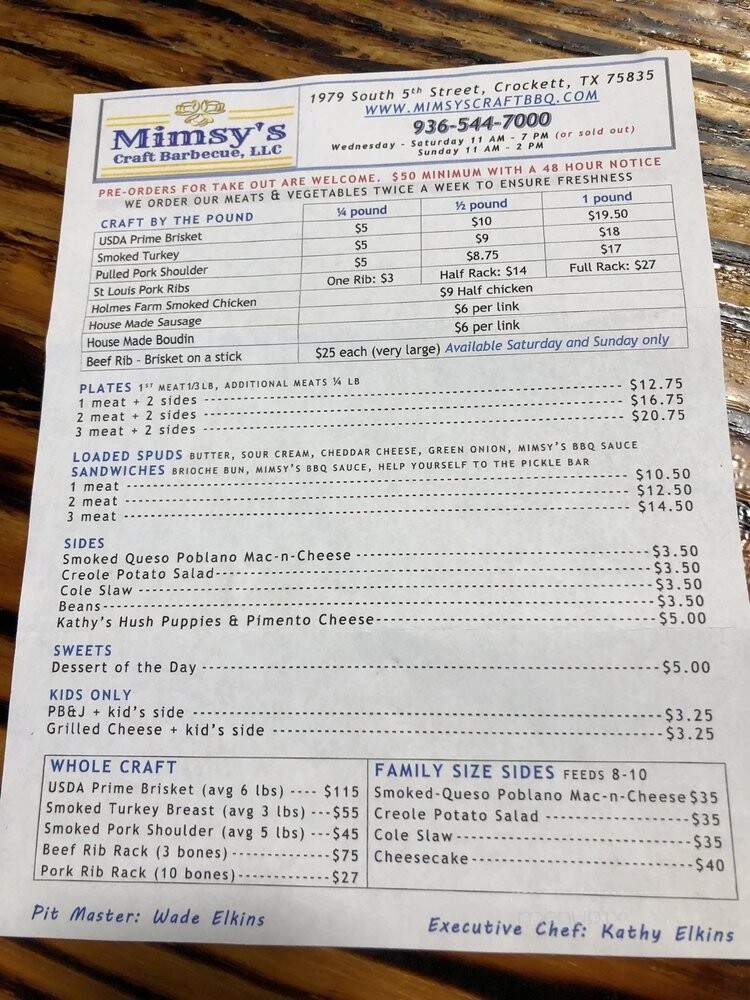 Mimsy's
Craft Barbecue, LLC
1979 South 5th Street, Crockett, TX 75835
WWW.MIMSYSCRAFTBBQ.COM
936-544-7000
Wednesday - Saturday 11 AM - 7 PM (or sold out)
Sunday 11 AM - 2 PM
PRE-ORDERS FOR TAKE OUT ARE WELCOME. $50 MINIMUM WITH A 48 HOUR NOTICE
WE ORDER OUR MEATS & VEGETABLES TWICE A WEEK TO ENSURE FRESHNESS
CRAFT BY THE POUND ¼ pound ½ pound 1 pound
USDA Prime Brisket $5 $10 $19.50
Smoked Turkey $5 $9 $18
Pulled Pork Shoulder $5 $8.75 $17
St Louis Pork Ribs One Rib: $3 Half Rack: $14 Full Rack: $27
Holmes Farm Smoked Chicken $9 Half chicken
House Made Sausage $6 per link
House Made Boudin $6 per link
Beef Rib - Brisket on a stick $25 each (very large) Available Saturday and Sunday only
PLATES 1ST MEAT 1/3 LB, ADDITIONAL MEATS ¼ LB
1 meat + 2 sides $12.75
2 meat + 2 sides $16.75
3 meat + 2 sides $20.75
LOADED SPUDS BUTTER, SOUR CREAM, CHEDDAR CHEESE, GREEN ONION, MIMSY'S BBQ SAUCE
SANDWICHES BRIOCHE BUN, MIMSY'S BBQ SAUCE, HELP YOURSELF TO THE PICKLE BAR
1 meat $10.50
2 meat $12.50
3 meat $14.50
SIDES
Smoked Queso Poblano Mac-n-Cheese $3.50
Creole Potato Salad $3.50
Cole Slaw $3.50
Beans $3.50
Kathy's Hush Puppies & Pimento Cheese $5.00
SWEETS
Dessert of the Day $5.00
KIDS ONLY
PB&J + kid's side $3.25
Grilled Cheese + kid's side $3.25
WHOLE CRAFT
USDA Prime Brisket (avg 6 lbs) ---- $115
Smoked Turkey Breast (avg 3 lbs) ---$55
Smoked Pork Shoulder (avg 5 lbs) ---$45
Beef Rib Rack (3 bones) $75
Pork Rib Rack (10 bones) $27
FAMILY SIZE SIDES FEEDS 8-10
Smoked-Queso Poblano Mac-n-Cheese $35
Creole Potato Salad $35
Cole Slaw $35
Cheesecake $40
Pit Master: Wade Elkins
Executive Chef: Kathy Elkins